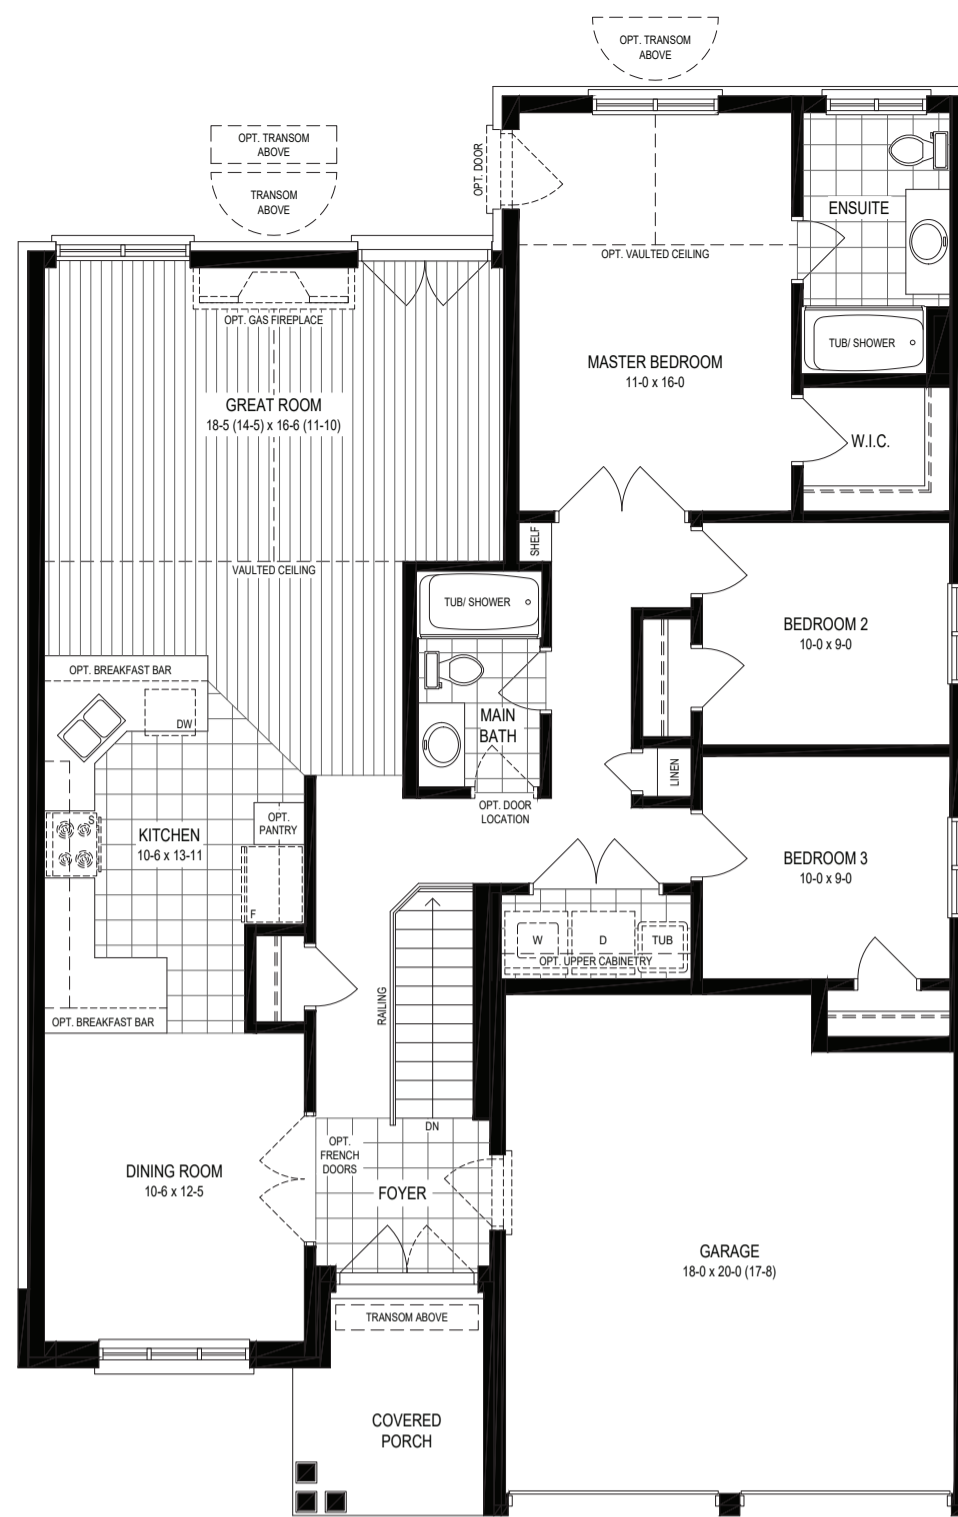 OPT. TRANSOM
ABOVE
OPT. TRANSOM
ABOVE
TRANSOM
ABOVE
OPT. DOOR
ENSUITE
OPT. VAULTED CEILING
OPT. GAS FIREPLACE
TUB/ SHOWER
MASTER BEDROOM
11-0 x 16-0
GREAT ROOM
18-5 (14-5) x 16-6 (11-10)
W.I.C.
SHELF
VAULTED CEILING
TUB/ SHOWER
BEDROOM 2
10-0 x 9-0
OPT. BREAKFAST BAR
DW
MAIN
BATH
LINEN
OPT. DOOR
LOCATION
S
OPT.
PANTRY
KITCHEN
10-6 x 13-11
BEDROOM 3
10-0 x 9-0
F
W
D
TUB
OPT. UPPER CABINETRY
RAILING
OPT. BREAKFAST BAR
DN
OPT.
FRENCH
DOORS
DINING ROOM
10-6 x 12-5
FOYER
GARAGE
18-0 x 20-0 (17-8)
TRANSOM ABOVE
COVERED
PORCH